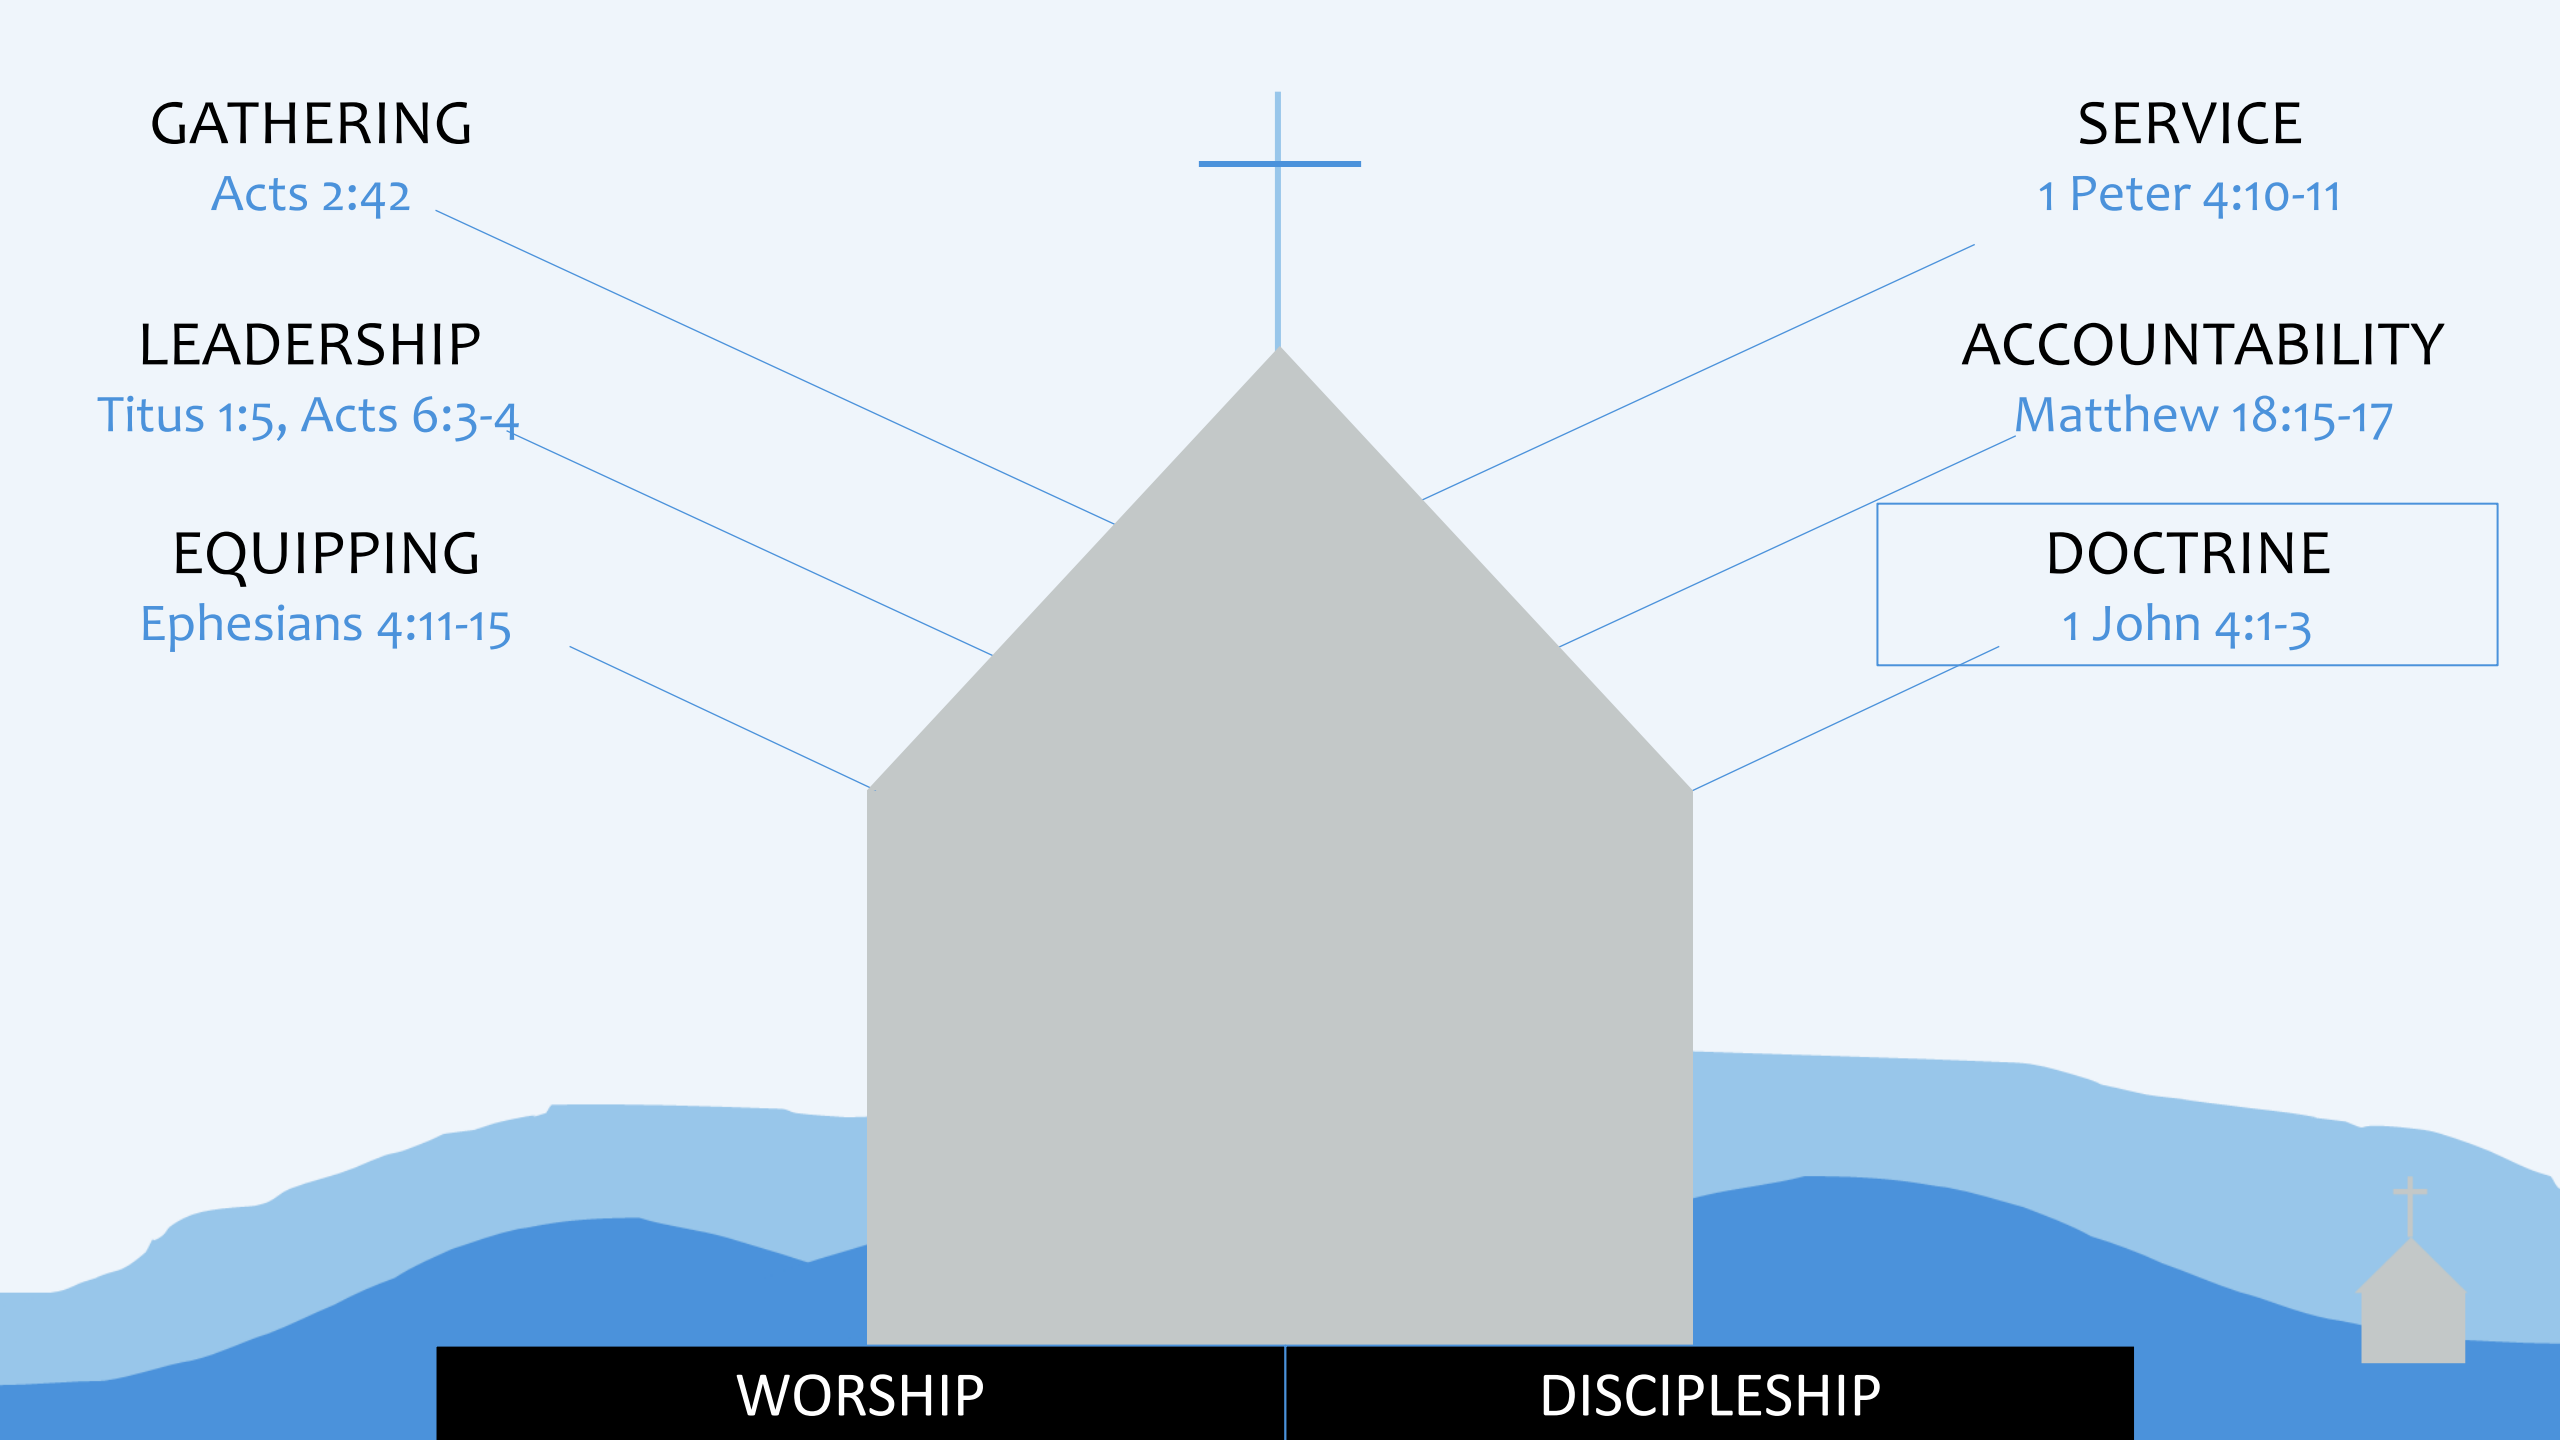 GATHERING
Acts 2:42
LEADERSHIP
Titus 1:5, Acts 6:3-4
EQUIPPING
Ephesians 4:11-15
SERVICE
1 Peter 4:10-11
ACCOUNTABILITY
Matthew 18:15-17
DOCTRINE
1 John 4:1-3
WORSHIP
DISCIPLESHIP